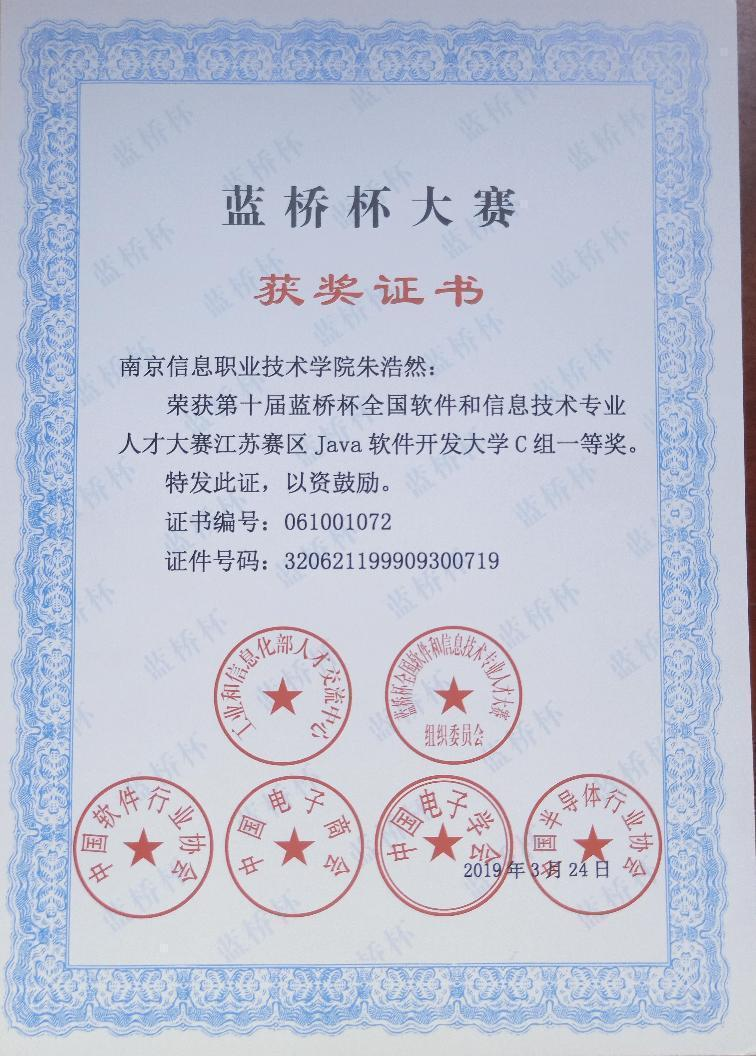 蓝桥杯大赛
获奖证书
南京信息职业技术学院朱浩然：
荣获第十届蓝桥杯全国软件和信息技术专业
人才大赛江苏赛区 Java 软件开发大学 C 组一等奖。
特发此证，以资鼓励。
证书编号：061001072
证件号码：320621199909300719
工业和信息化部人才交流中心
蓝桥杯全国软件和信息技术专业人才大赛
组织委员会
中国软件行业协会
中国电子商会
中国电子学会
中国半导体行业协会
2019 年 3 月 24 日